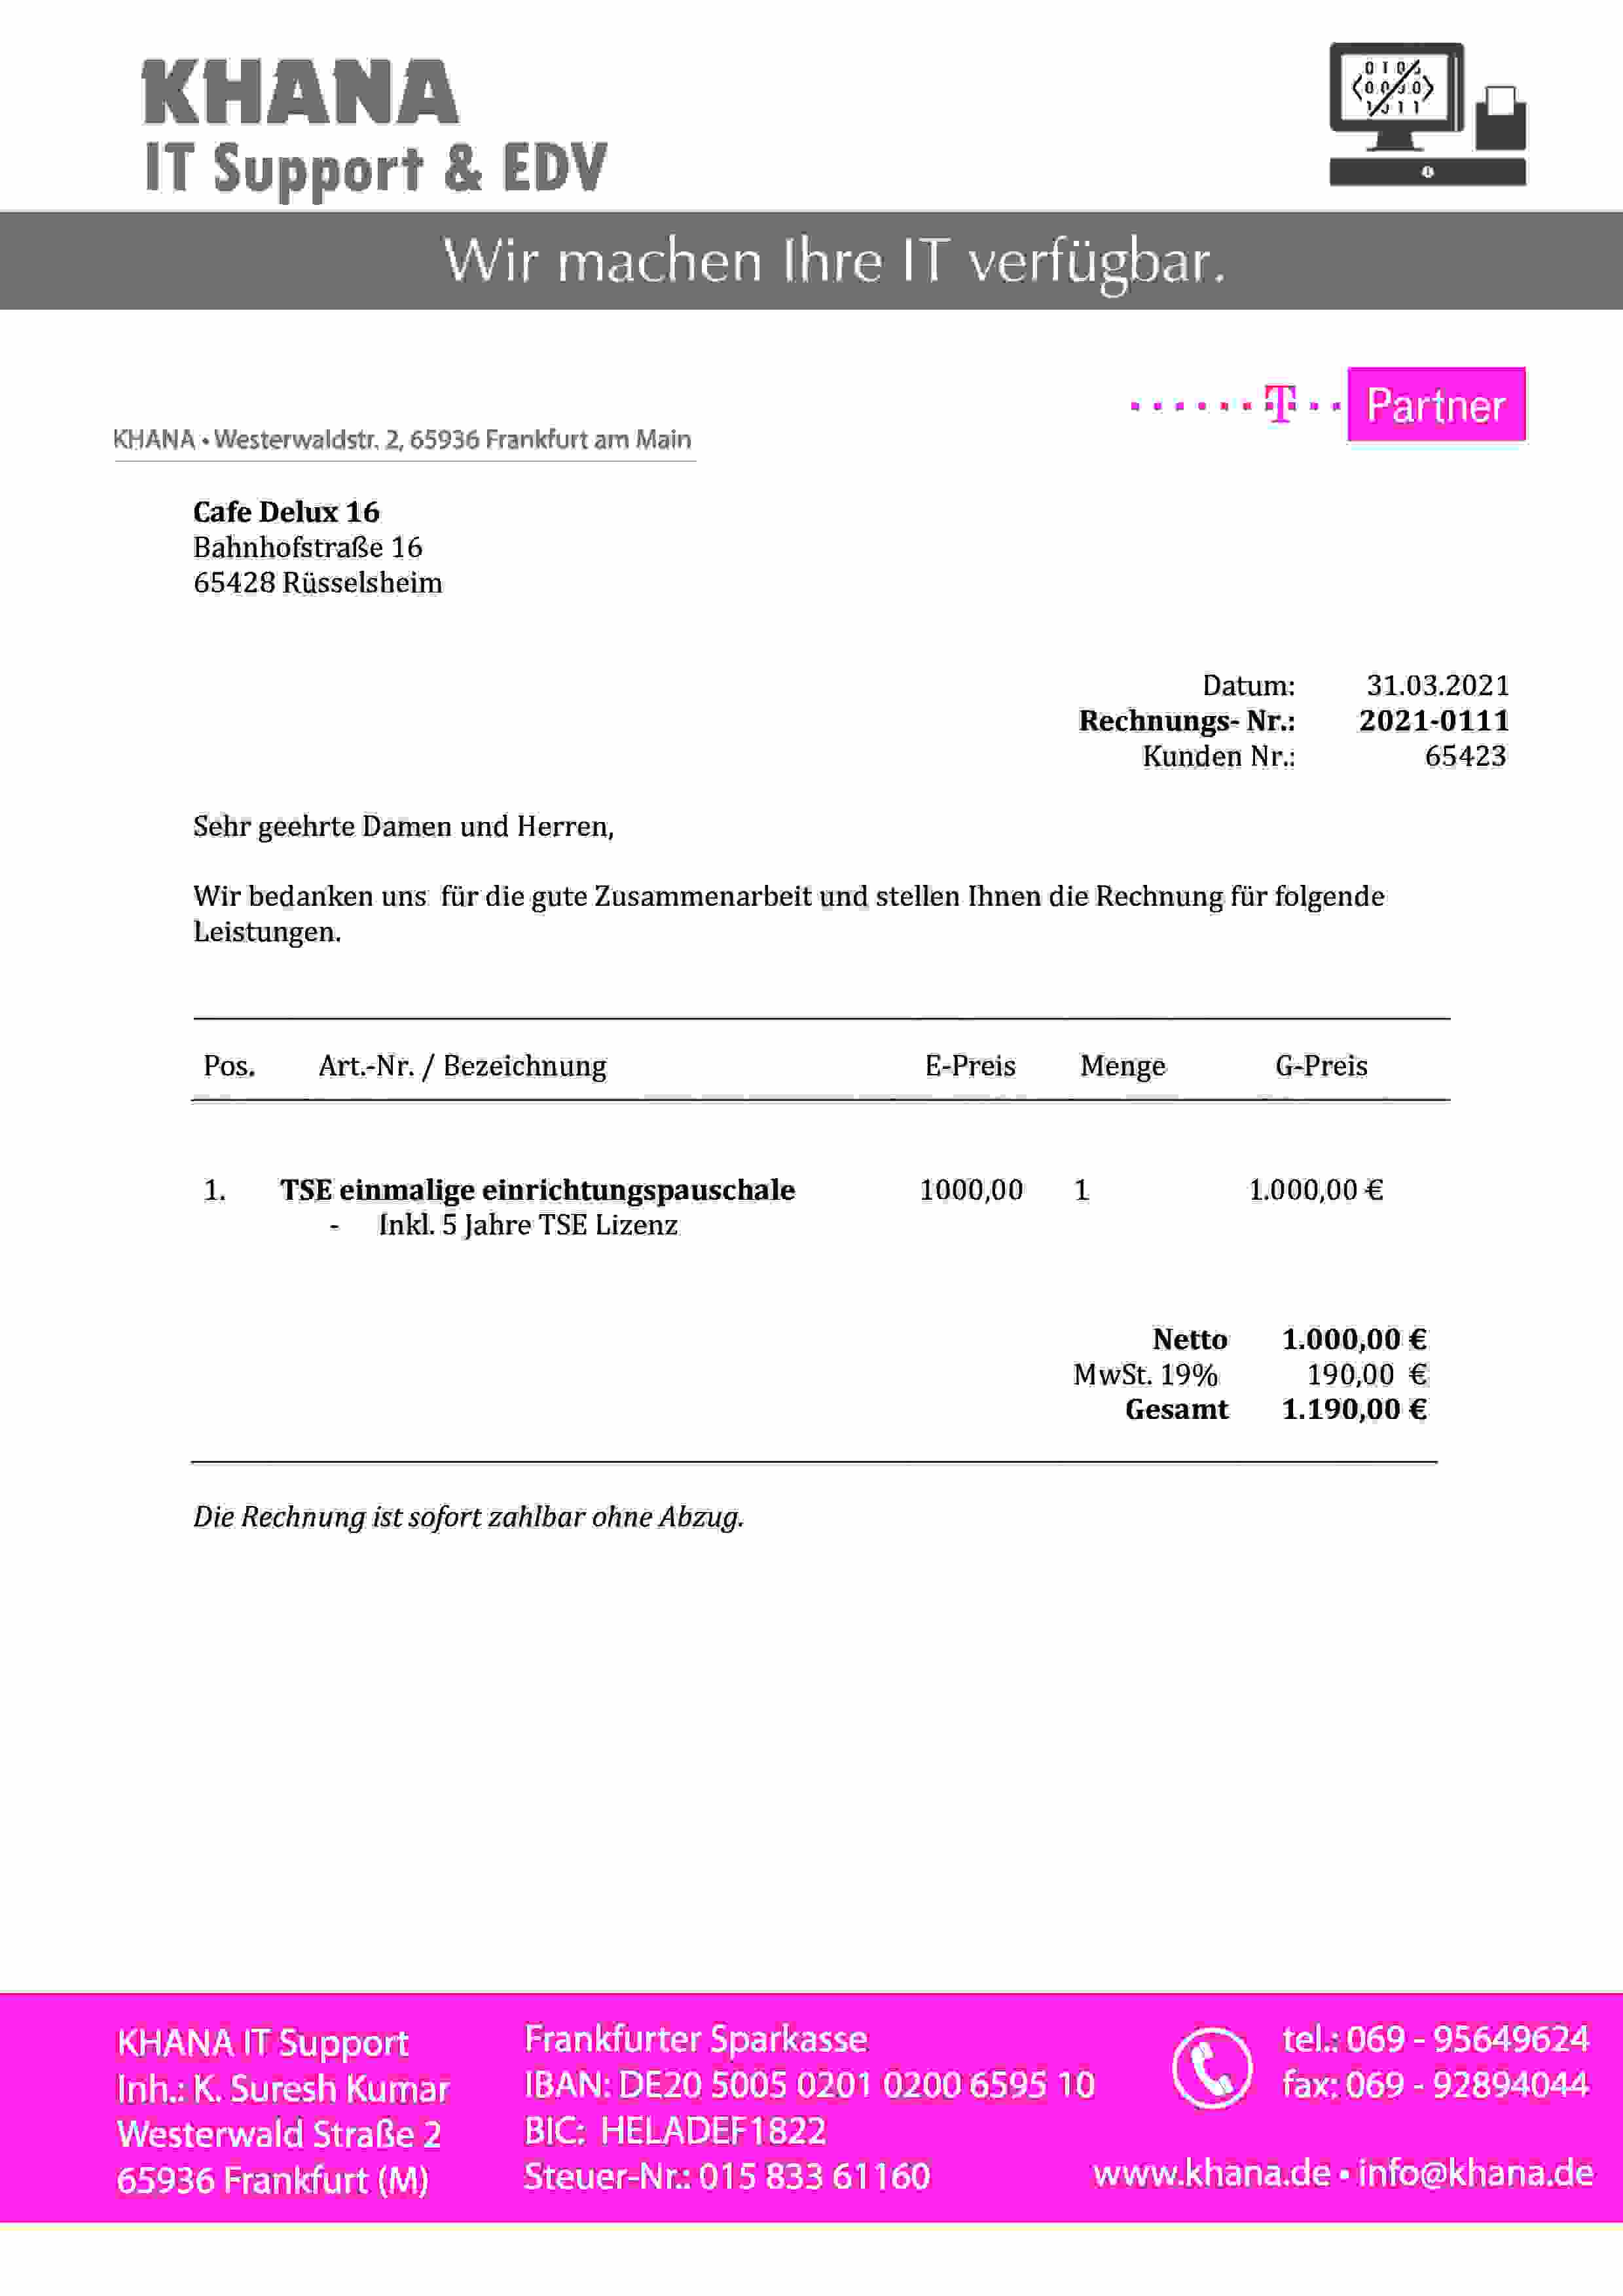 KHANA
IT Support & EDV
Wir machen Ihre IT verfügbar.
T Partner
KHANA • Westerwaldstr. 2, 65936 Frankfurt am Main
Cafe Delux 16
Bahnhofstraße 16
65428 Rüsselsheim
Datum: 31.03.2021
Rechnungs- Nr.: 2021-0111
Kunden Nr.: 65423
Sehr geehrte Damen und Herren,
Wir bedanken uns für die gute Zusammenarbeit und stellen Ihnen die Rechnung für folgende
Leistungen.
Pos. Art.-Nr. / Bezeichnung E-Preis Menge G-Preis
1. TSE einmalige einrichtungspauschale 1000,00 1 1.000,00 €
- Inkl. 5 Jahre TSE Lizenz
Netto 1.000,00 €
MwSt. 19% 190,00 €
Gesamt 1.190,00 €
Die Rechnung ist sofort zahlbar ohne Abzug.
KHANA IT Support
Inh.: K. Suresh Kumar
Westerwald Straße 2
65936 Frankfurt (M)
Frankfurter Sparkasse
IBAN: DE20 5005 0201 0200 6595 10
BIC: HELADEF1822
Steuer-Nr.: 015 833 61160
tel.: 069 - 95649624
fax: 069 - 92894044
www.khana.de • info@khana.de